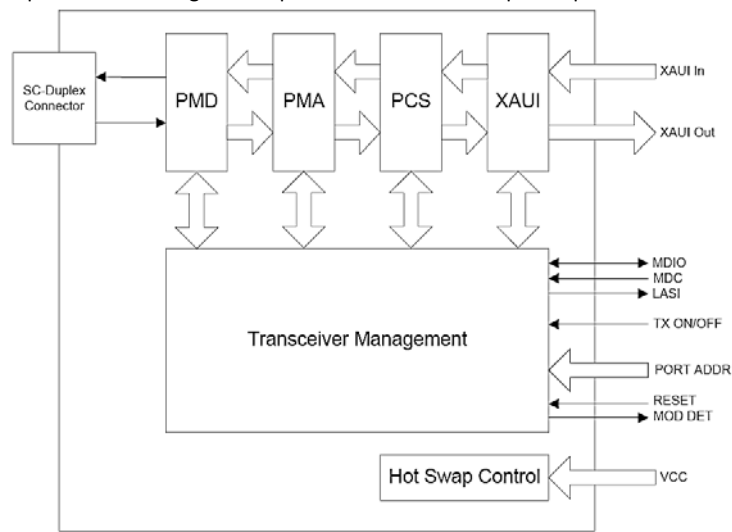 SC-Duplex
Connector
PMD
PMA
PCS
XAUI
XAUI In
XAUI Out
Transceiver Management
MDIO
MDC
LASI
TX ON/OFF
PORT ADDR
RESET
MOD DET
Hot Swap Control
VCC